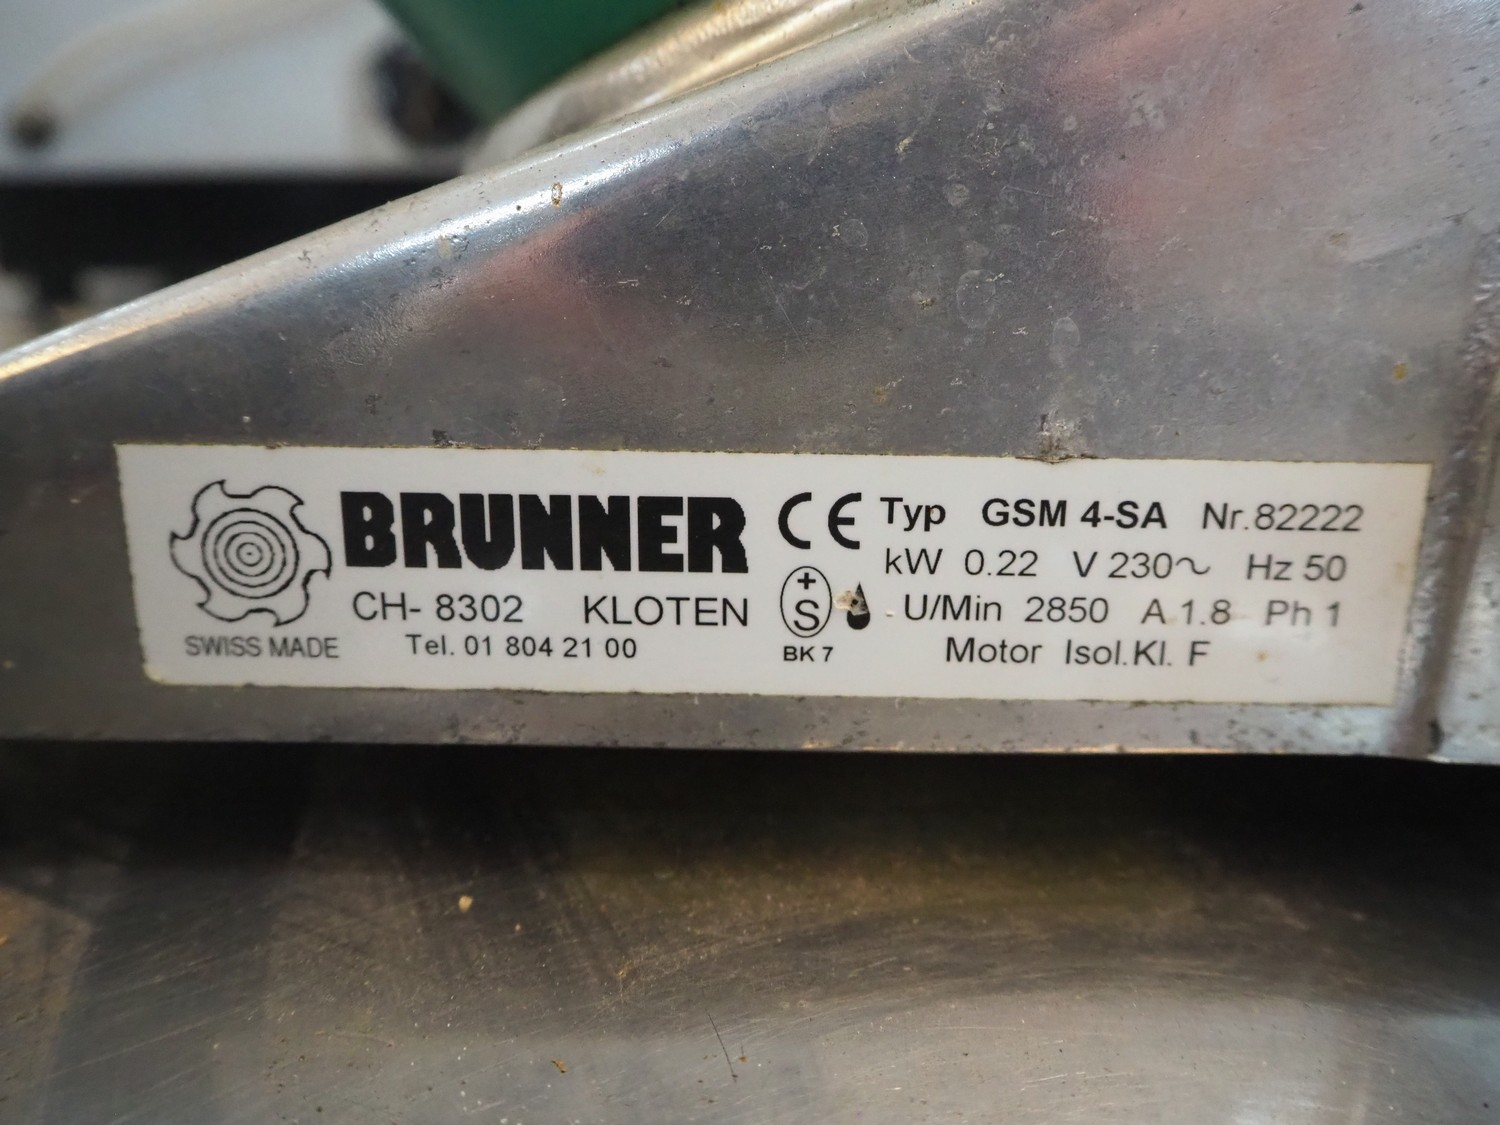 BRUNNER
CH- 8302 KLOTEN
SWISS MADE
Tel. 01 804 21 00
CE
+
S
BK 7
Typ GSM 4-SA Nr.82222
kW 0.22 V 230~ Hz 50
U/Min 2850 A 1.8 Ph 1
Motor Isol.Kl. F